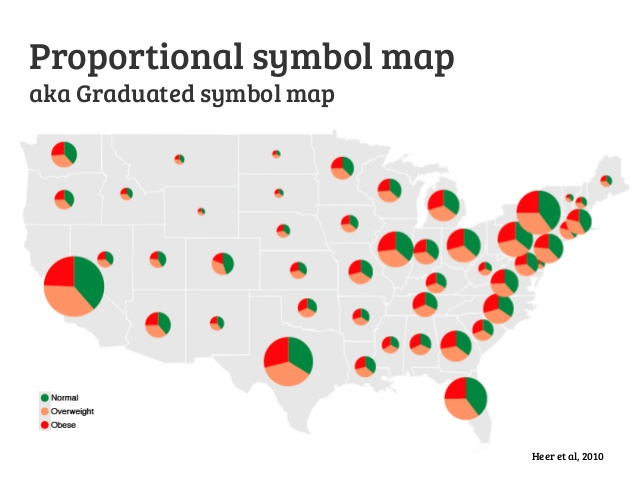 Proportional symbol map
aka Graduated symbol map
Normal
Overweight
Obese
Heer et al, 2010